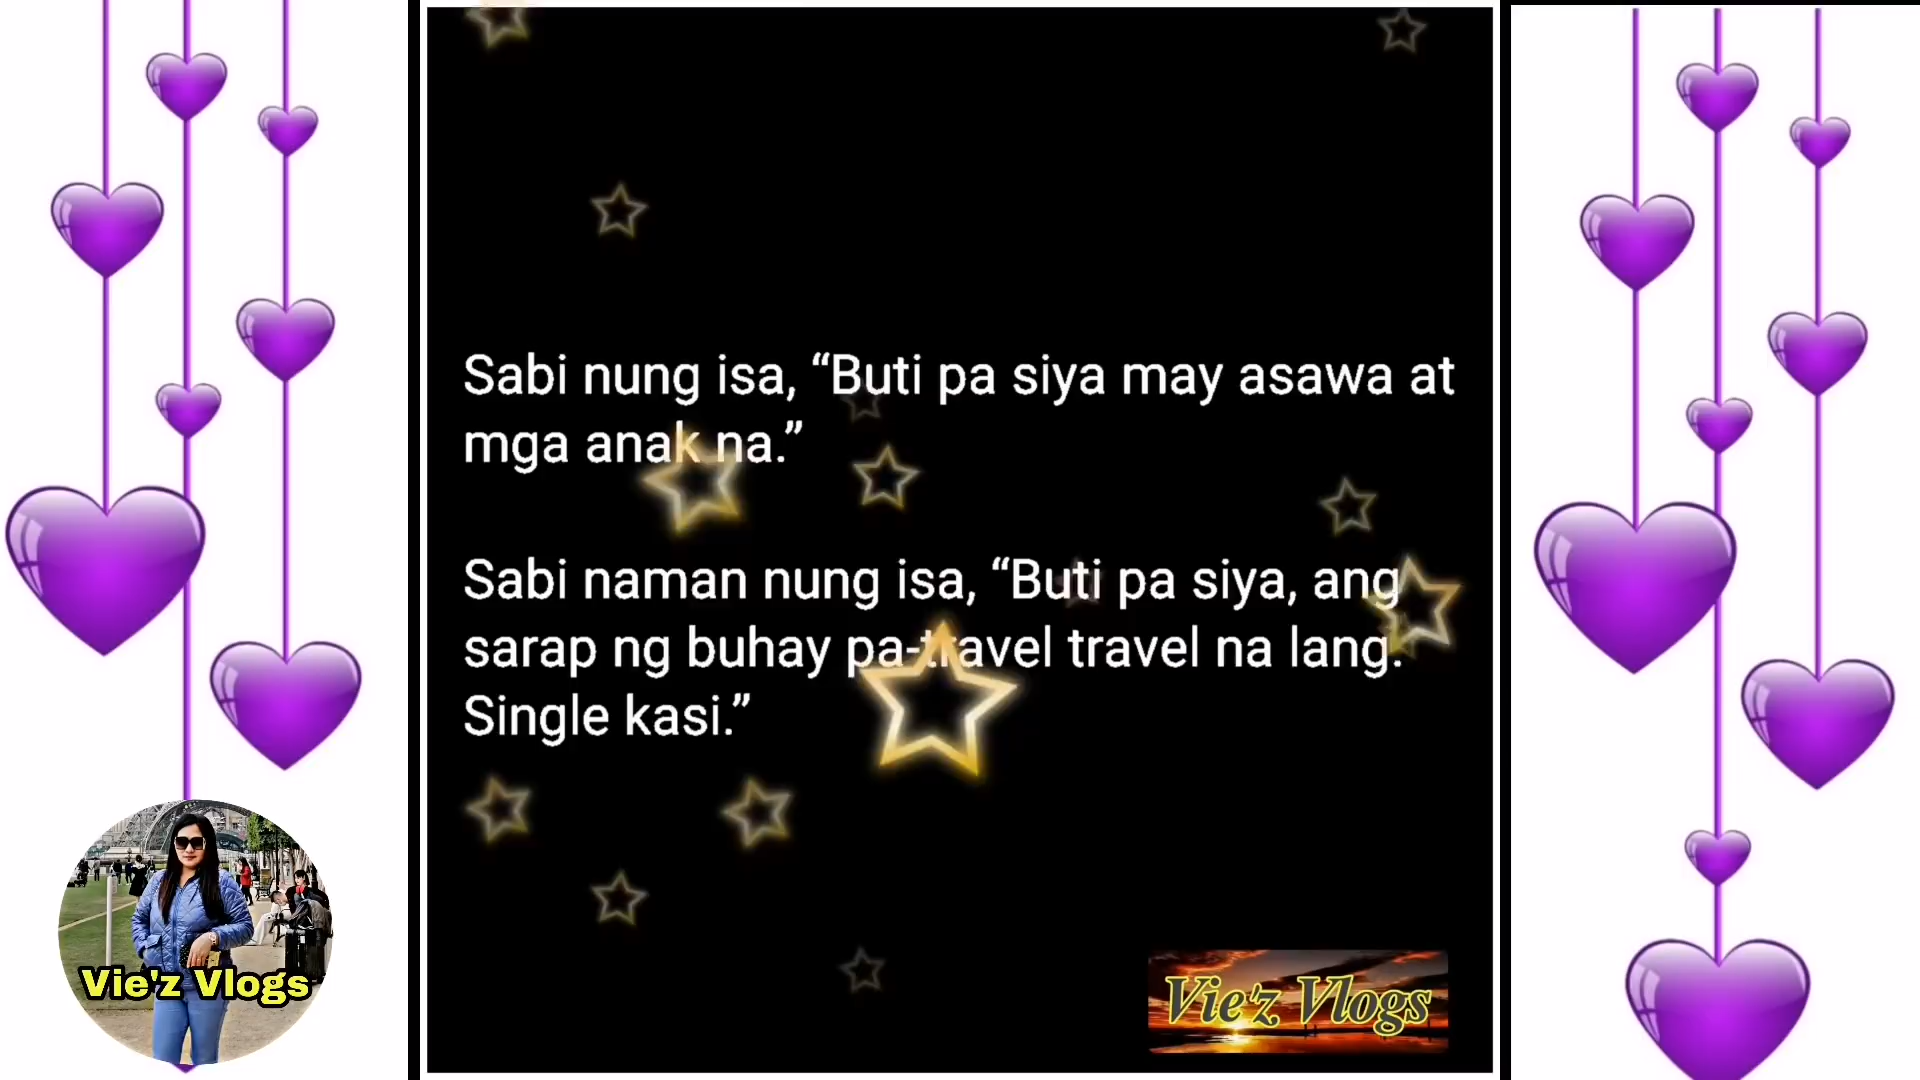 Sabi nung isa, “Buti pa siya may asawa at
mga anak na.”
Sabi naman nung isa, “Buti pa siya, ang
sarap ng buhay pa-travel travel na lang.
Single kasi.”
Vie'z Vlogs
Vie'z Vlogs